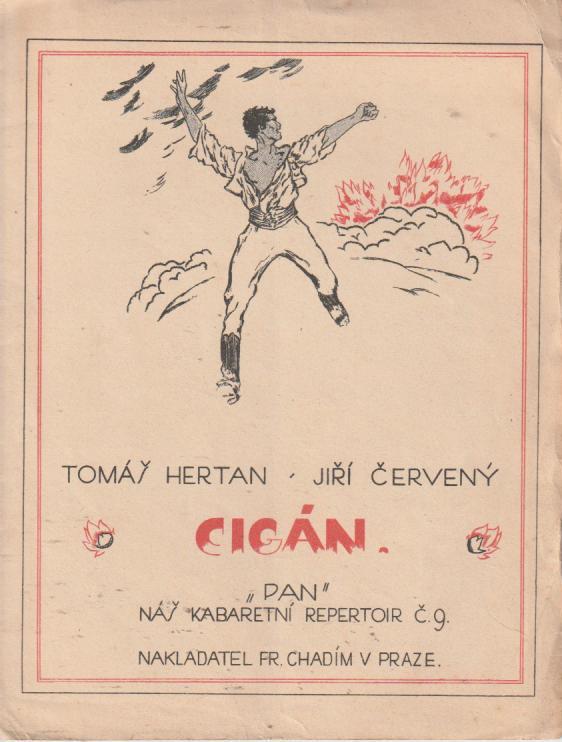 TOMÁŠ HERTAN · JIŘÍ ČERVENÝ
CIGÁN.
„PAN"
NÁŠ KABARETNÍ REPERTOIR Č. 9.
NAKLADATEL FR. CHADÍM V PRAZE.